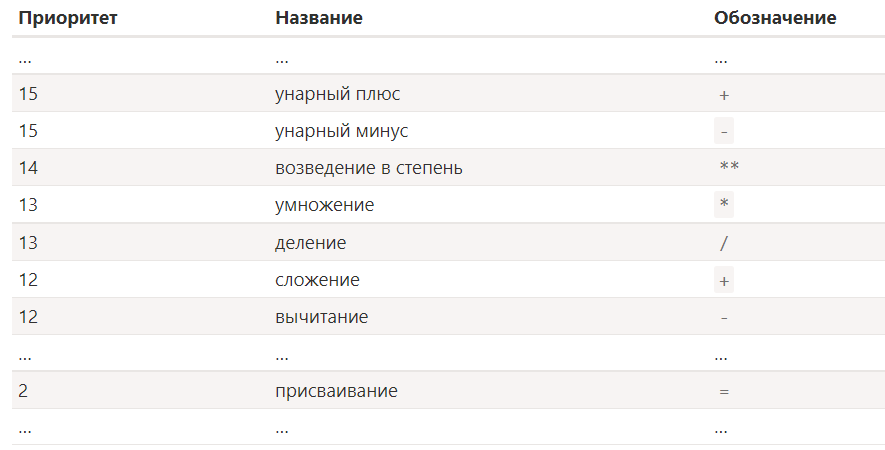 Приоритет Название Обозначение
... ... ...
15 унарный плюс +
15 унарный минус -
14 возведение в степень **
13 умножение *
13 деление /
12 сложение +
12 вычитание -
... ... ...
2 присваивание =
... ... ...